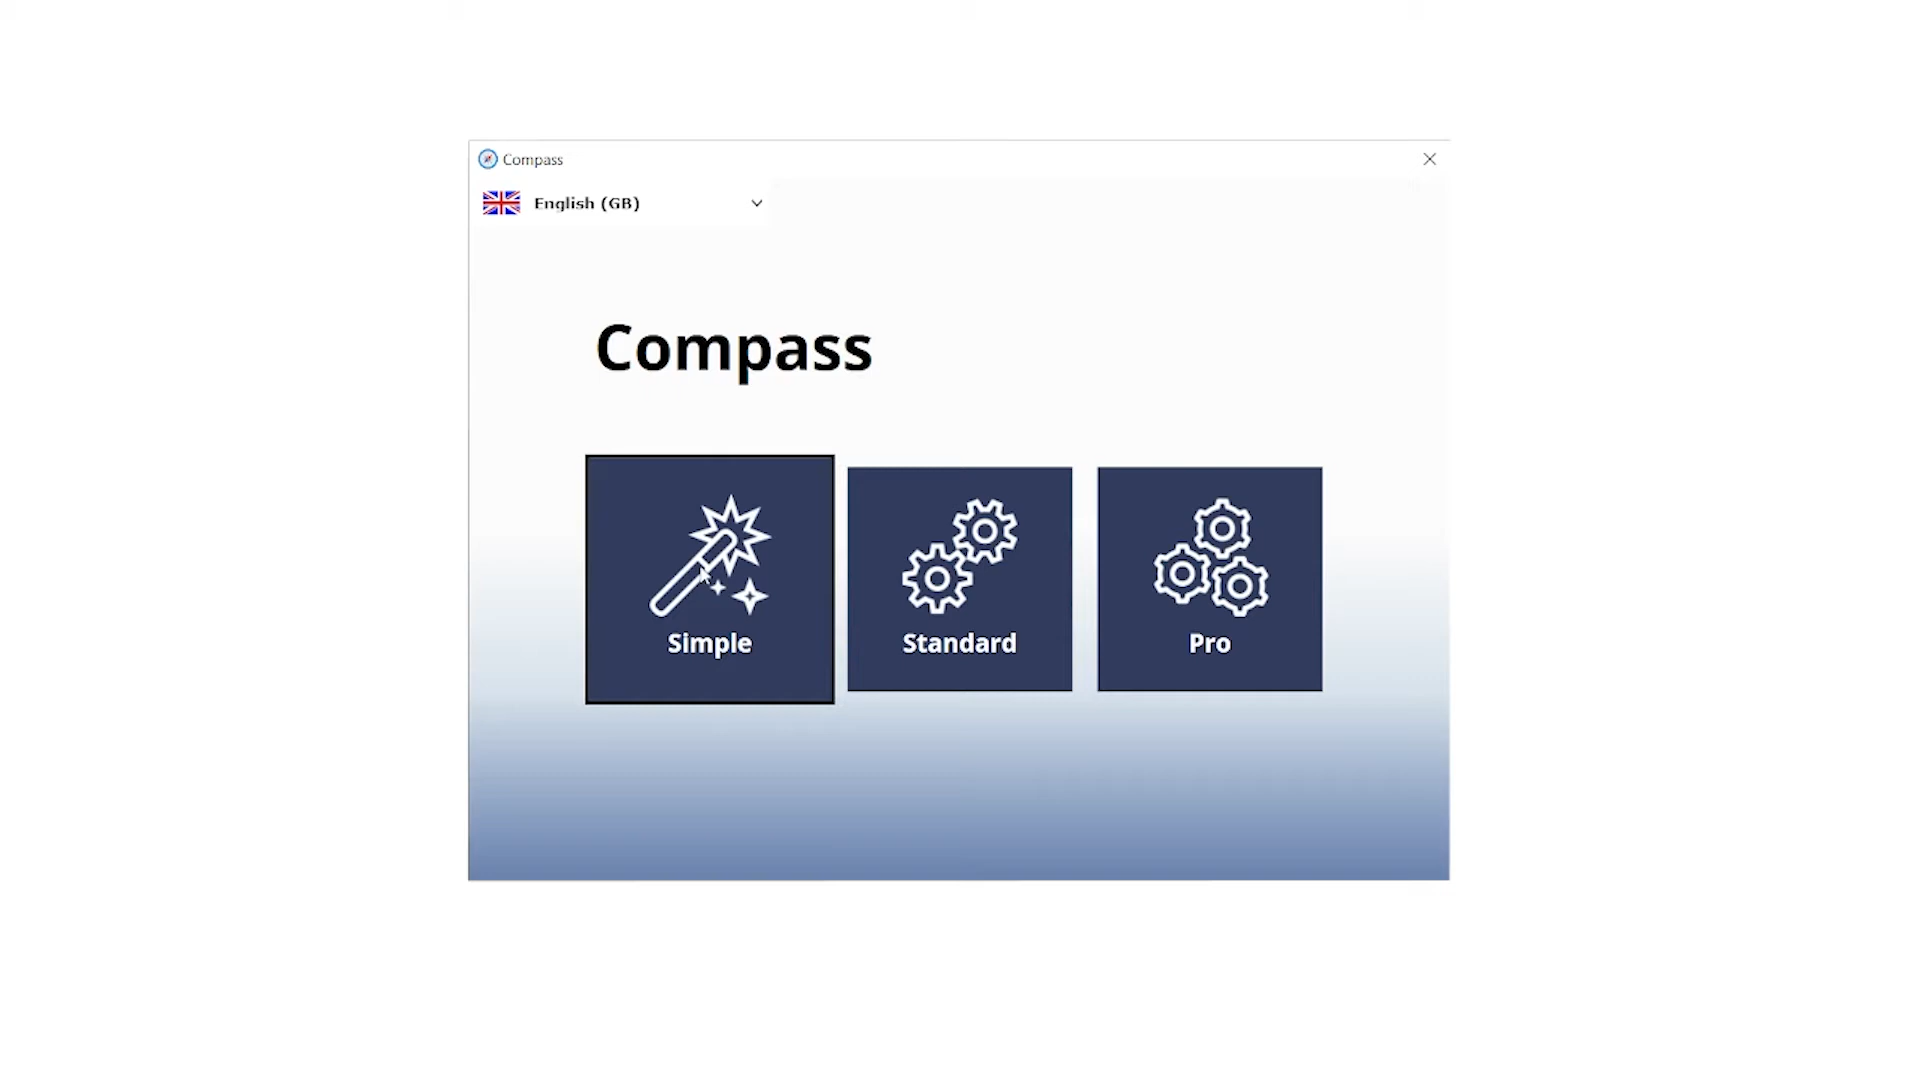 Compass
English (GB)
Compass
Simple
Standard
Pro